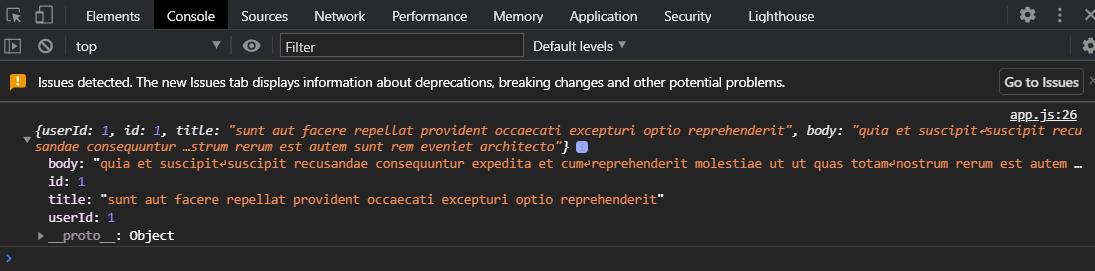 Elements Console Sources Network Performance Memory Application Security Lighthouse
top Filter Default levels
Issues detected. The new Issues tab displays information about deprecations, breaking changes and other potential problems. Go to Issues
app.js:26
{userId: 1, id: 1, title: "sunt aut facere repellat provident occaecati excepturi optio reprehenderit", body: "quia et suscipit↵suscipit recu
sandae consequuntur …strum rerum est autem sunt rem eveniet architecto"} i
body: "quia et suscipit↵suscipit recusandae consequuntur expedita et cum↵reprehenderit molestiae ut ut quas totam↵nostrum rerum est autem …
id: 1
title: "sunt aut facere repellat provident occaecati excepturi optio reprehenderit"
userId: 1
__proto__: Object